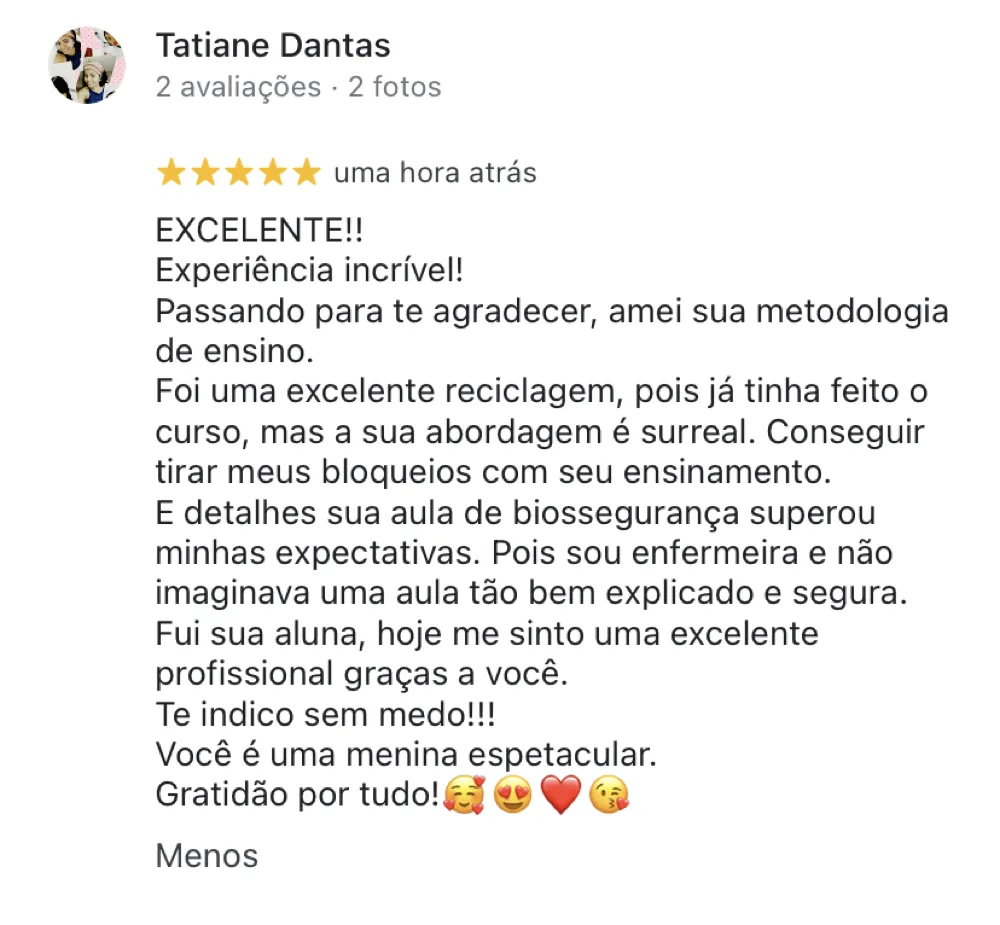 Tatiane Dantas
2 avaliações · 2 fotos
★★★★★ uma hora atrás
EXCELENTE!!
Experiência incrível!
Passando para te agradecer, amei sua metodologia
de ensino.
Foi uma excelente reciclagem, pois já tinha feito o
curso, mas a sua abordagem é surreal. Conseguir
tirar meus bloqueios com seu ensinamento.
E detalhes sua aula de biossegurança superou
minhas expectativas. Pois sou enfermeira e não
imaginava uma aula tão bem explicado e segura.
Fui sua aluna, hoje me sinto uma excelente
profissional graças a você.
Te indico sem medo!!!
Você é uma menina espetacular.
Gratidão por tudo!🥰😍❤️😘
Menos